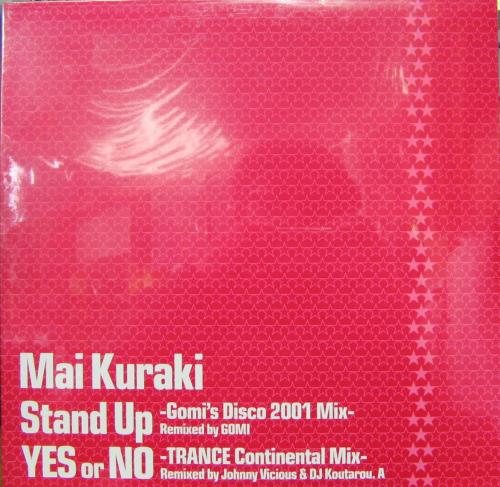 Mai Kuraki
Stand Up -Gomi's Disco 2001 Mix-
Remixed by GOMI
YES or NO -TRANCE Continental Mix-
Remixed by Johnny Vicious & DJ Koutarou. A